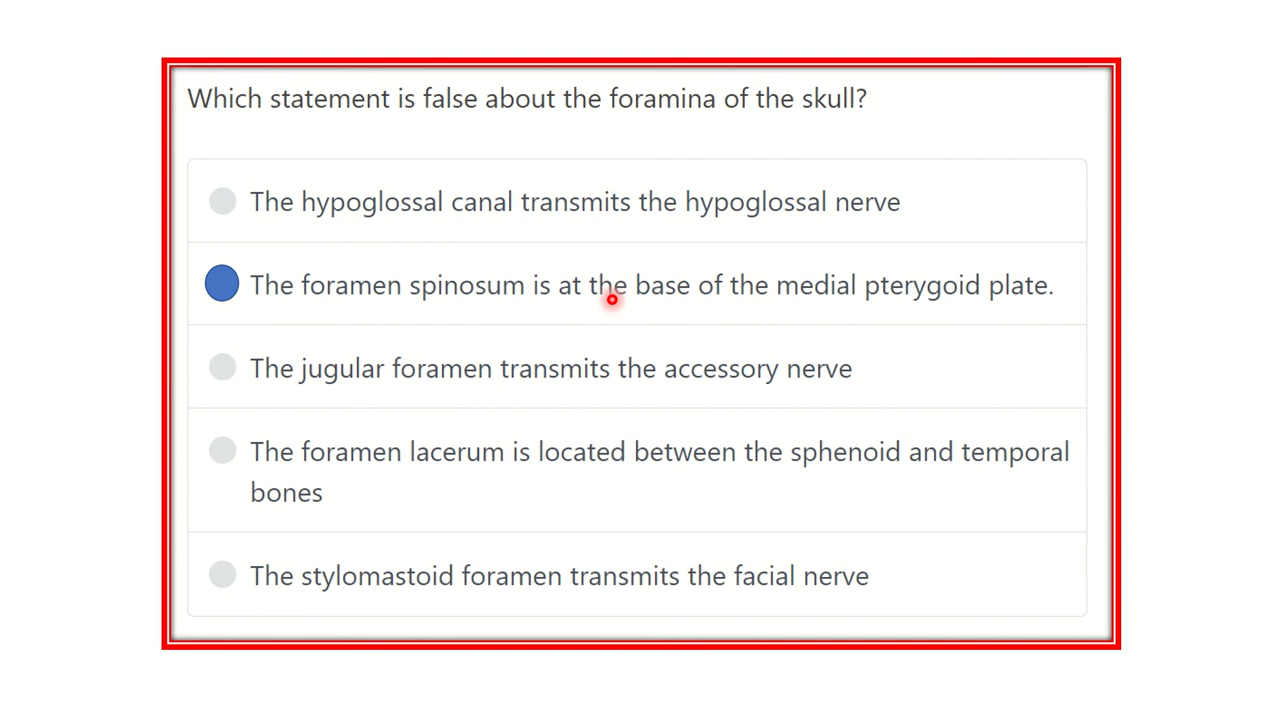 Which statement is false about the foramina of the skull?
The hypoglossal canal transmits the hypoglossal nerve
The foramen spinosum is at the base of the medial pterygoid plate.
The jugular foramen transmits the accessory nerve
The foramen lacerum is located between the sphenoid and temporal
bones
The stylomastoid foramen transmits the facial nerve